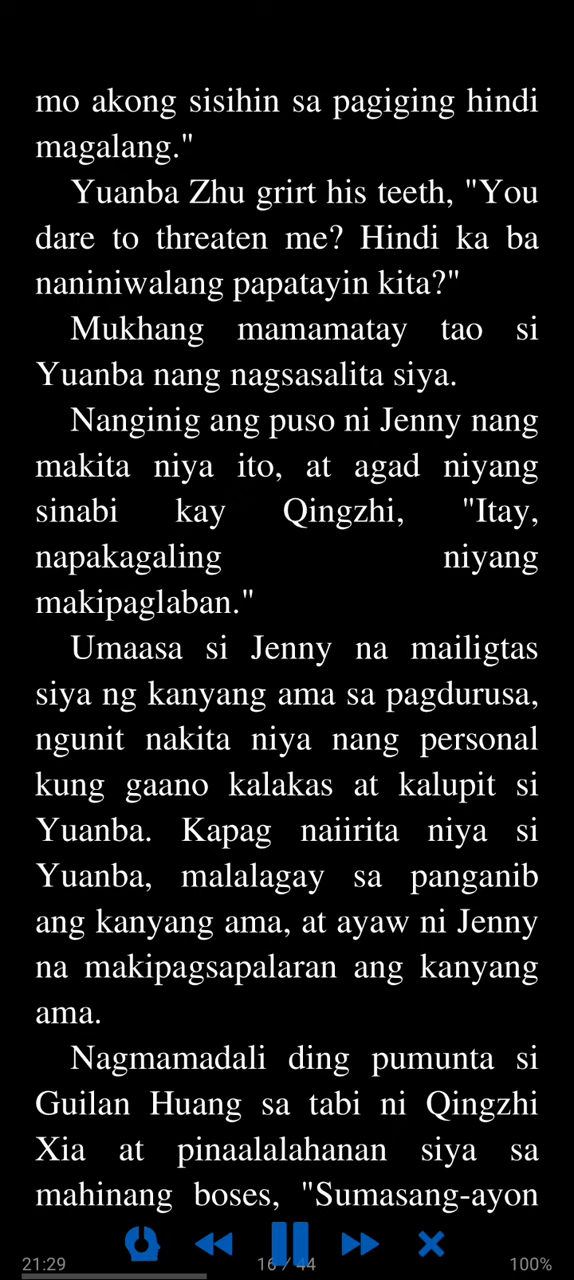 mo akong sisihin sa pagiging hindi
magalang."
Yuanba Zhu grirt his teeth, "You
dare to threaten me? Hindi ka ba
naniniwalang papatayin kita?"
Mukhang mamamatay tao si
Yuanba nang nagsasalita siya.
Nanginig ang puso ni Jenny nang
makita niya ito, at agad niyang
sinabi kay Qingzhi, "Itay,
napakagaling niyang
makipaglaban."
Umaasa si Jenny na mailigtas
siya ng kanyang ama sa pagdurusa,
ngunit nakita niya nang personal
kung gaano kalakas at kalupit si
Yuanba. Kapag naiirita niya si
Yuanba, malalagay sa panganib
ang kanyang ama, at ayaw ni Jenny
na makipagsapalaran ang kanyang
ama.
Nagmamadali ding pumunta si
Guilan Huang sa tabi ni Qingzhi
Xia at pinaalalahanan siya sa
mahinang boses, "Sumasang-ayon
21:29 16 / 44 100%